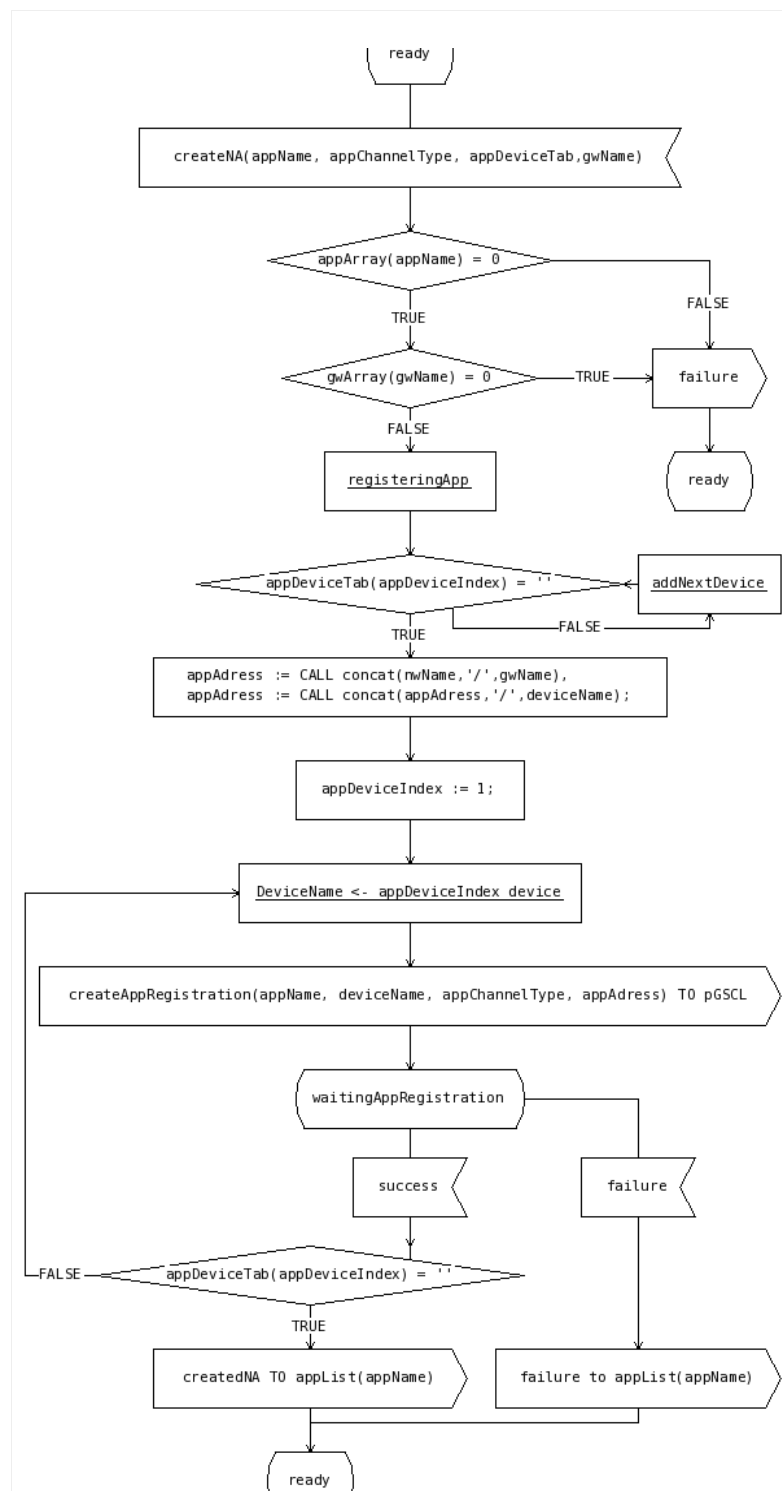 ready
createNA(appName, appChannelType, appDeviceTab,gwName)
appArray(appName) = 0
FALSE
TRUE
gwArray(gwName) = 0
TRUE
failure
FALSE
registeringApp
ready
appDeviceTab(appDeviceIndex) = ''
addNextDevice
FALSE
TRUE
appAdress := CALL concat(nwName,'/',gwName),
appAdress := CALL concat(appAdress,'/',deviceName);
appDeviceIndex := 1;
DeviceName <- appDeviceIndex device
createAppRegistration(appName, deviceName, appChannelType, appAdress) TO pGSCL
waitingAppRegistration
success
failure
FALSE
appDeviceTab(appDeviceIndex) = ''
TRUE
createdNA TO appList(appName)
failure to appList(appName)
ready